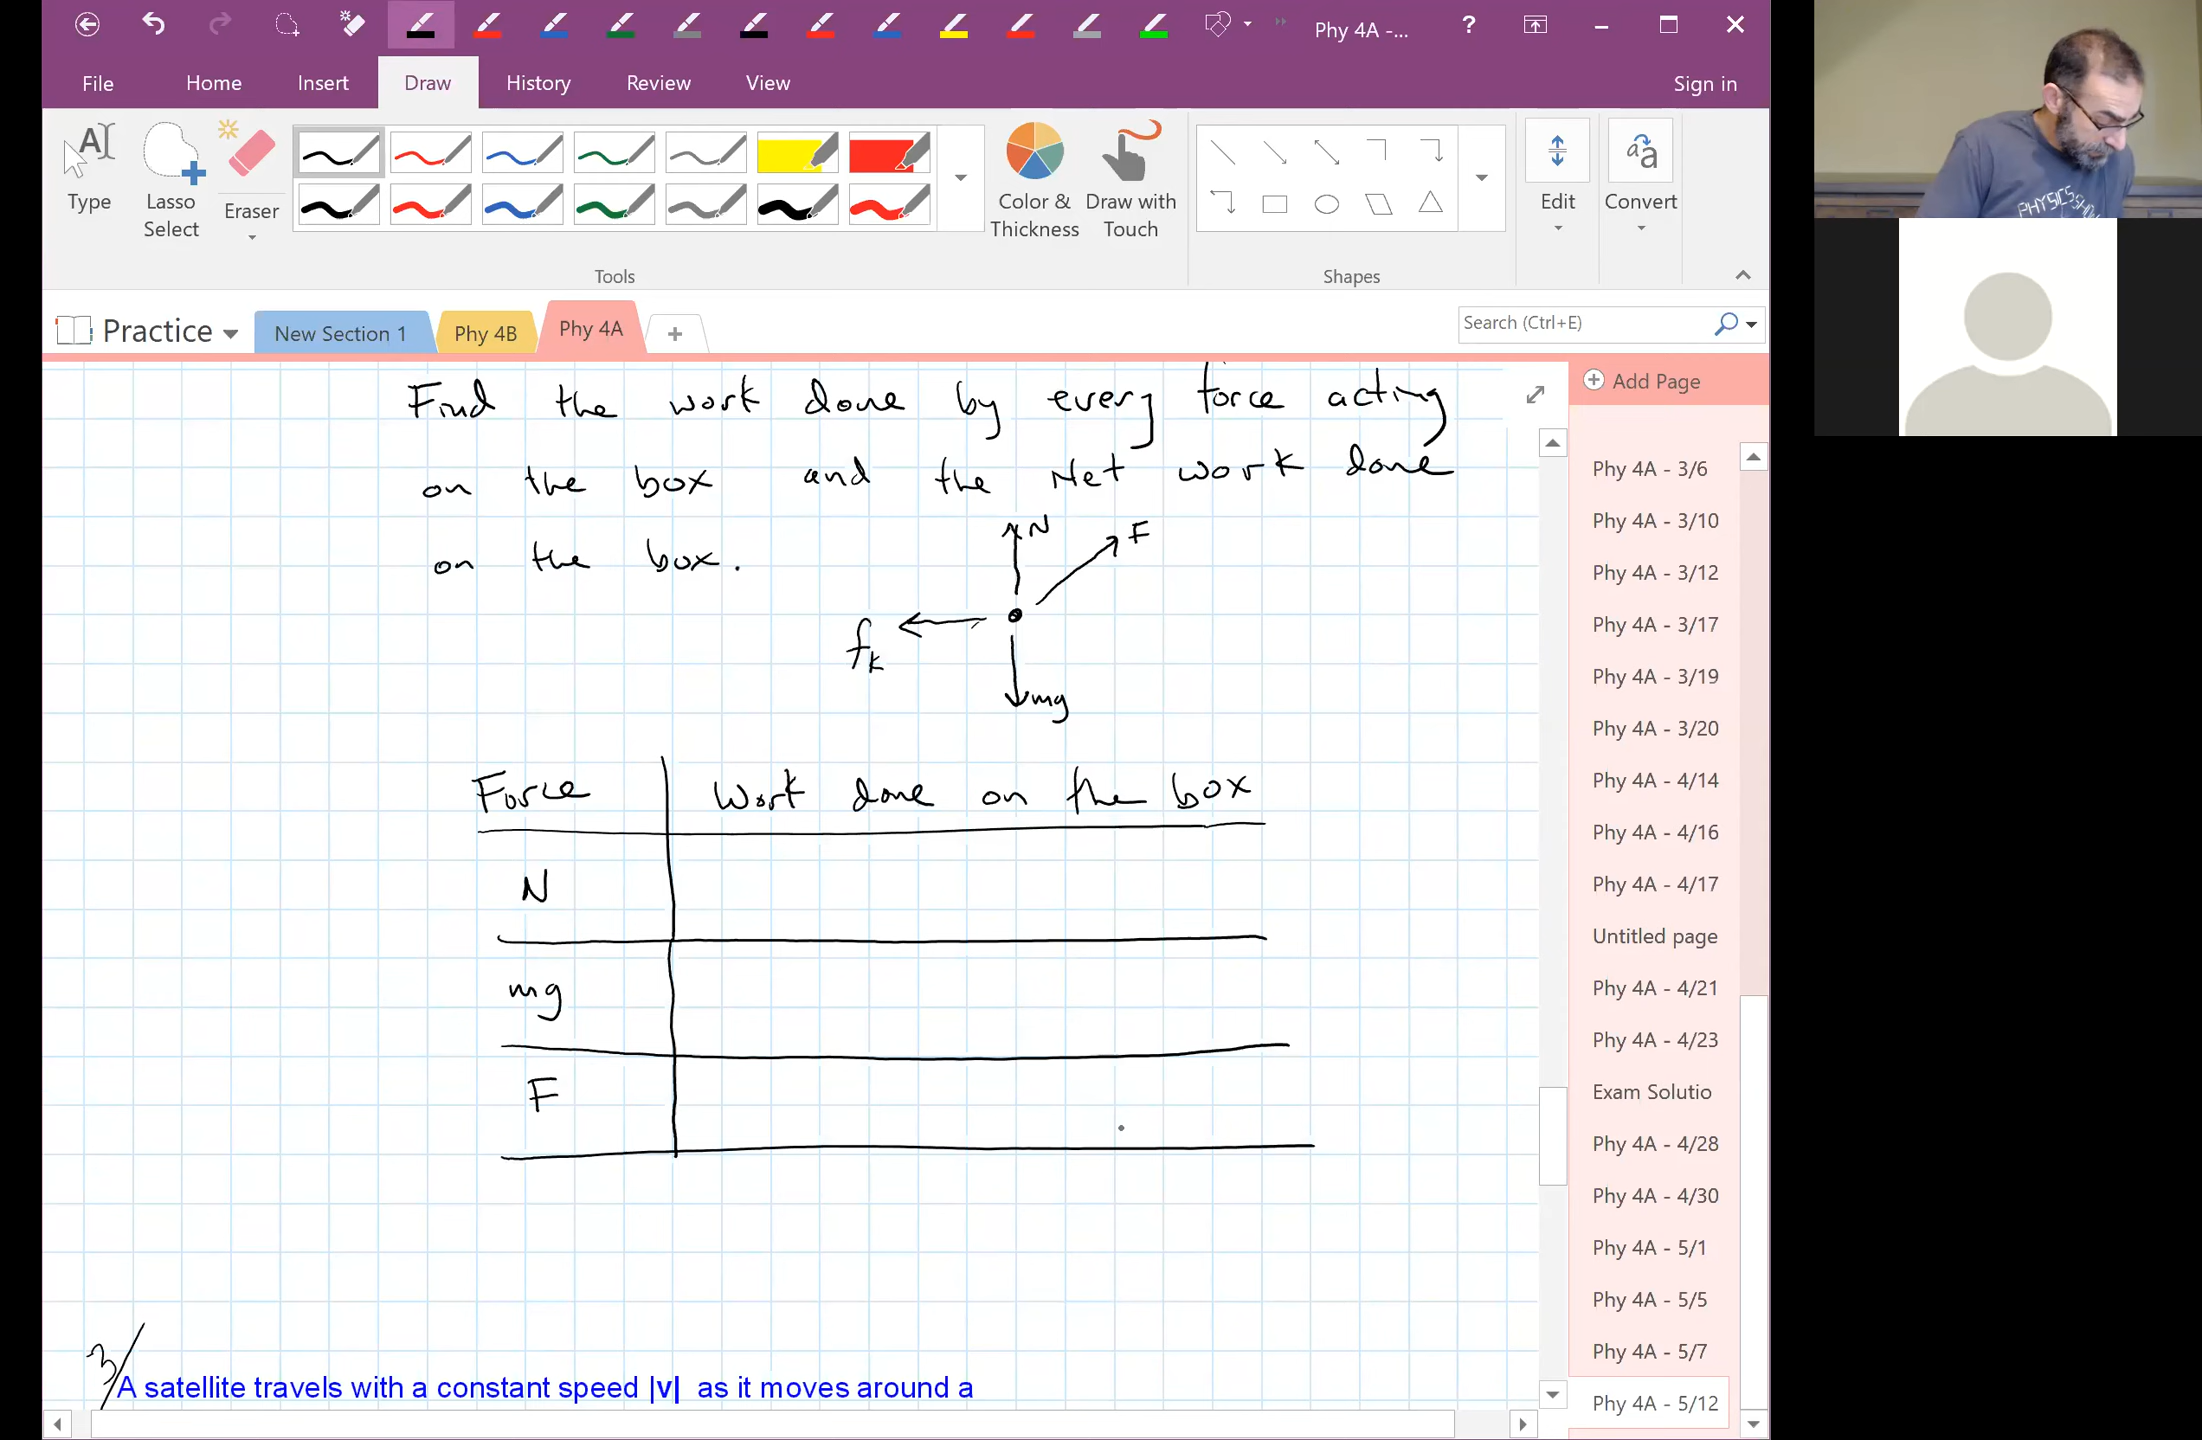 Phy 4A -... ?
File Home Insert Draw History Review View Sign in
Type Lasso Select Eraser Color & Thickness Draw with Touch Edit Convert
Tools Shapes
Practice New Section 1 Phy 4B Phy 4A Search (Ctrl+E)
Add Page
Find the work done by every force acting
on the box and the Net work done
on the box.
N
F
fk
mg
Force Work done on the box
N
mg
F
3/
A satellite travels with a constant speed |v| as it moves around a
Phy 4A - 3/6
Phy 4A - 3/10
Phy 4A - 3/12
Phy 4A - 3/17
Phy 4A - 3/19
Phy 4A - 3/20
Phy 4A - 4/14
Phy 4A - 4/16
Phy 4A - 4/17
Untitled page
Phy 4A - 4/21
Phy 4A - 4/23
Exam Solutio
Phy 4A - 4/28
Phy 4A - 4/30
Phy 4A - 5/1
Phy 4A - 5/5
Phy 4A - 5/7
Phy 4A - 5/12
PHYSICS